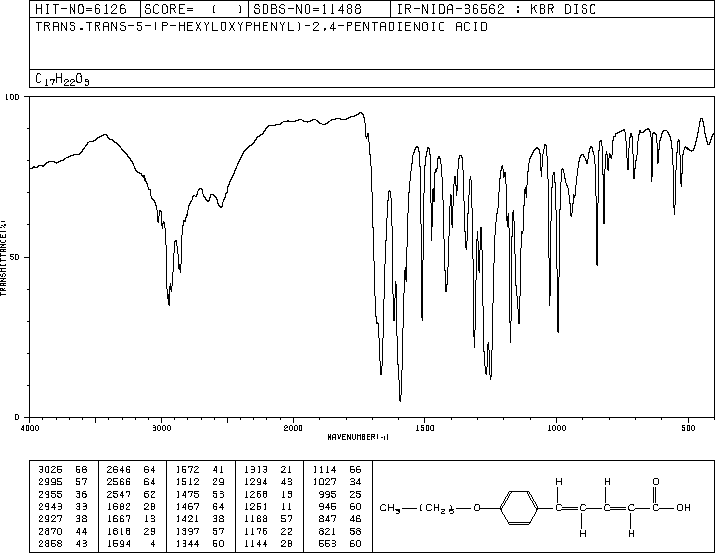 HIT-NO=6126 SCORE= ( ) SDBS-NO=11488 IR-NIDA-36562 : KBR DISC
TRANS,TRANS-5-(P-HEXYLOXYPHENYL)-2,4-PENTADIENOIC ACID
C17H22O3
100
50
0
TRANSMITTANCE(%)
4000 3000 2000 1500 1000 500
WAVENUMBER(-1)
3025 66 2646 64 1572 41 1313 21 1114 56
2995 57 2566 64 1512 29 1294 43 1027 34
2955 36 2547 62 1475 53 1268 13 995 25
2943 33 1682 28 1467 64 1251 11 945 60
2927 38 1667 13 1421 38 1188 57 847 46
2870 44 1618 29 1397 57 1176 22 821 58
2858 43 1594 4 1344 50 1144 28 553 60
H H O
CH3 (CH2)5 O OH
H H